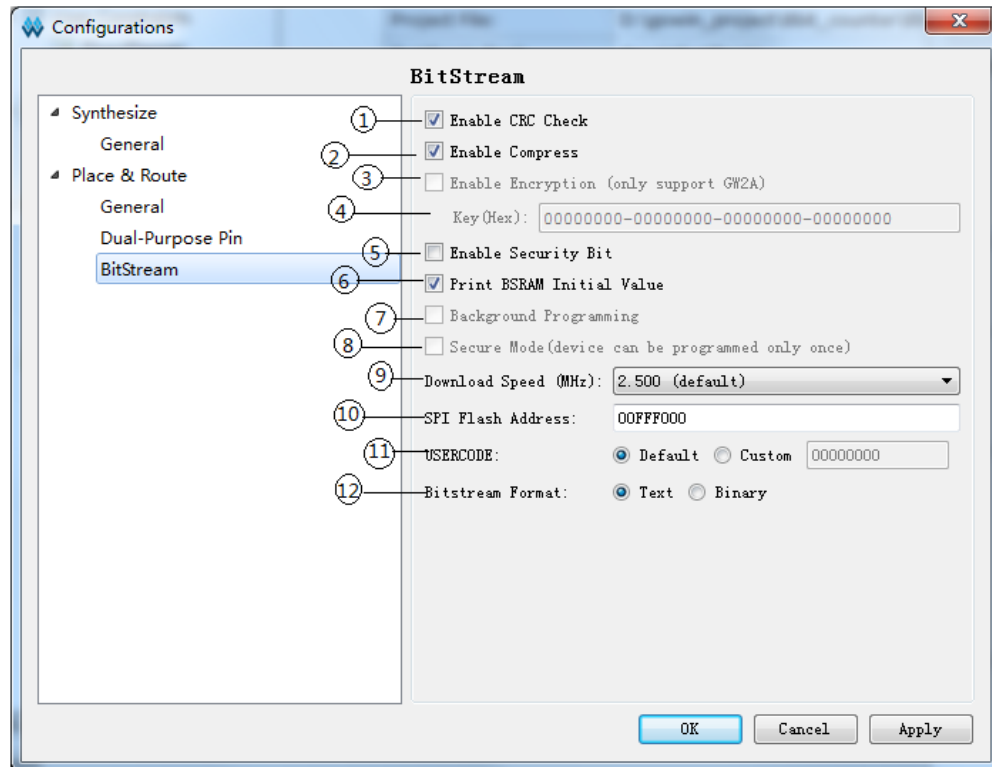 Configurations
BitStream
Synthesize
General
Place & Route
General
Dual-Purpose Pin
BitStream
1 Enable CRC Check
2 Enable Compress
3 Enable Encryption (only support GW2A)
4 Key(Hex): 00000000-00000000-00000000-00000000
5 Enable Security Bit
6 Print BSRAM Initial Value
7 Background Programming
8 Secure Mode(device can be programmed only once)
9 Download Speed (MHz): 2.500 (default)
10 SPI Flash Address: 00FFF000
11 USERCODE: Default Custom 00000000
12 Bitstream Format: Text Binary
OK Cancel Apply